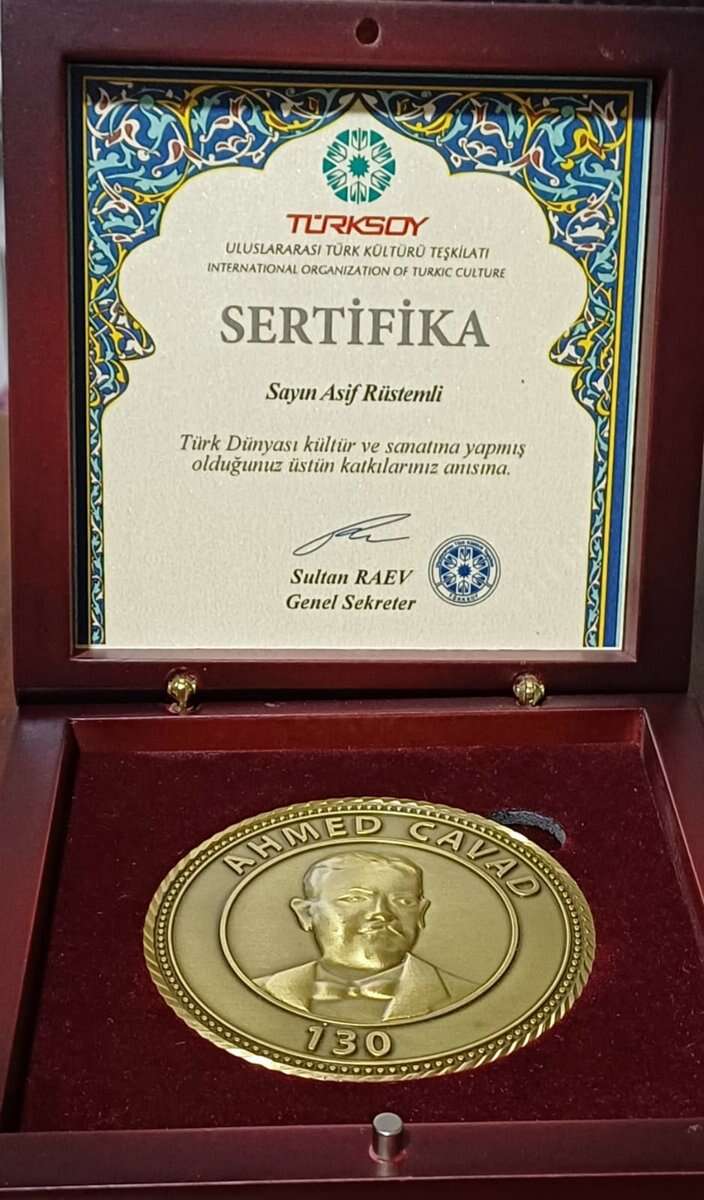 TÜRKSOY
ULUSLARARASI TÜRK KÜLTÜRÜ TEŞKİLATI
INTERNATIONAL ORGANIZATION OF TURKIC CULTURE
SERTİFİKA
Sayın Asif Rüstemli
Türk Dünyası kültür ve sanatına yapmış
olduğunuz üstün katkılarınız anısına.
Sultan RAEV
Genel Sekreter
AHMED CAVAD
130